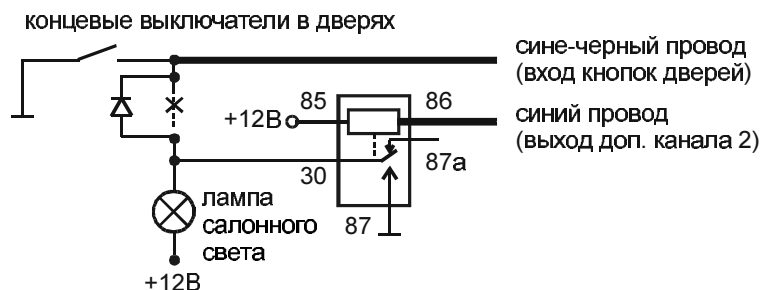 концевые выключатели в дверях
сине-черный провод
(вход кнопок дверей)
85
86
+12В
синий провод
(выход доп. канала 2)
87а
30
лампа
салонного
света
87
+12В